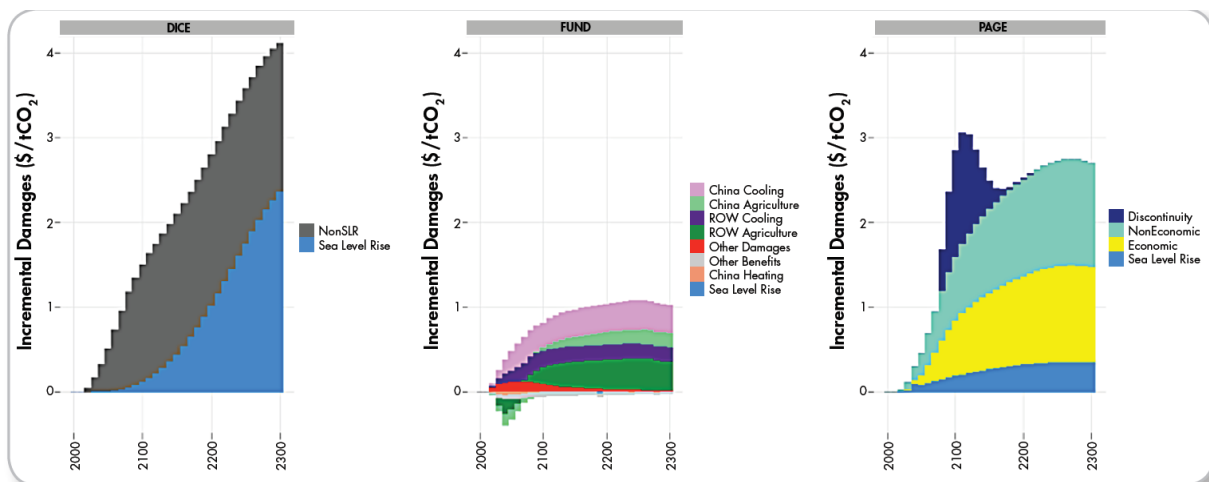 DICE
Incremental Damages ($/tCO2)
4
3
2
1
0
2000
2100
2200
2300
NonSLR
Sea Level Rise
FUND
Incremental Damages ($/tCO2)
4
3
2
1
0
2000
2100
2200
2300
China Cooling
China Agriculture
ROW Cooling
ROW Agriculture
Other Damages
Other Benefits
China Heating
Sea Level Rise
PAGE
Incremental Damages ($/tCO2)
4
3
2
1
0
2000
2100
2200
2300
Discontinuity
NonEconomic
Economic
Sea Level Rise